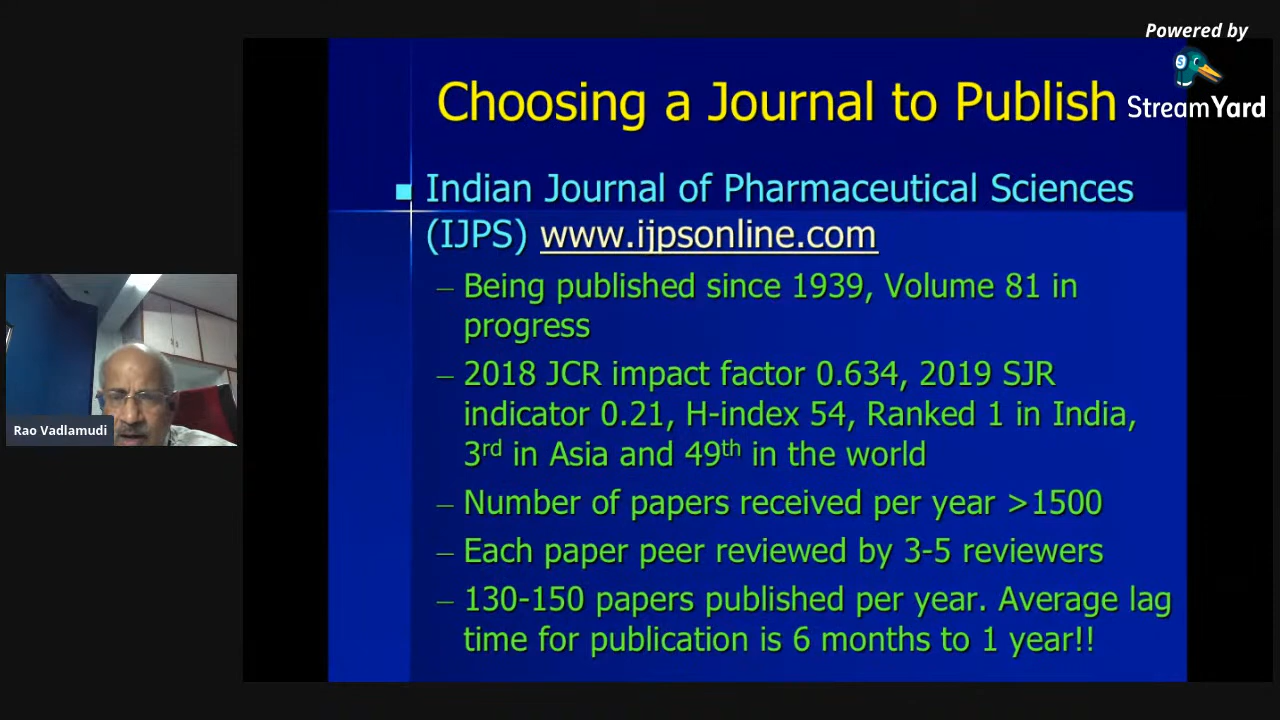 Powered by
StreamYard
Choosing a Journal to Publish
Indian Journal of Pharmaceutical Sciences
(IJPS) www.ijpsonline.com
– Being published since 1939, Volume 81 in
progress
– 2018 JCR impact factor 0.634, 2019 SJR
indicator 0.21, H-index 54, Ranked 1 in India,
3rd in Asia and 49th in the world
– Number of papers received per year >1500
– Each paper peer reviewed by 3-5 reviewers
– 130-150 papers published per year. Average lag
time for publication is 6 months to 1 year!!
Rao Vadlamudi